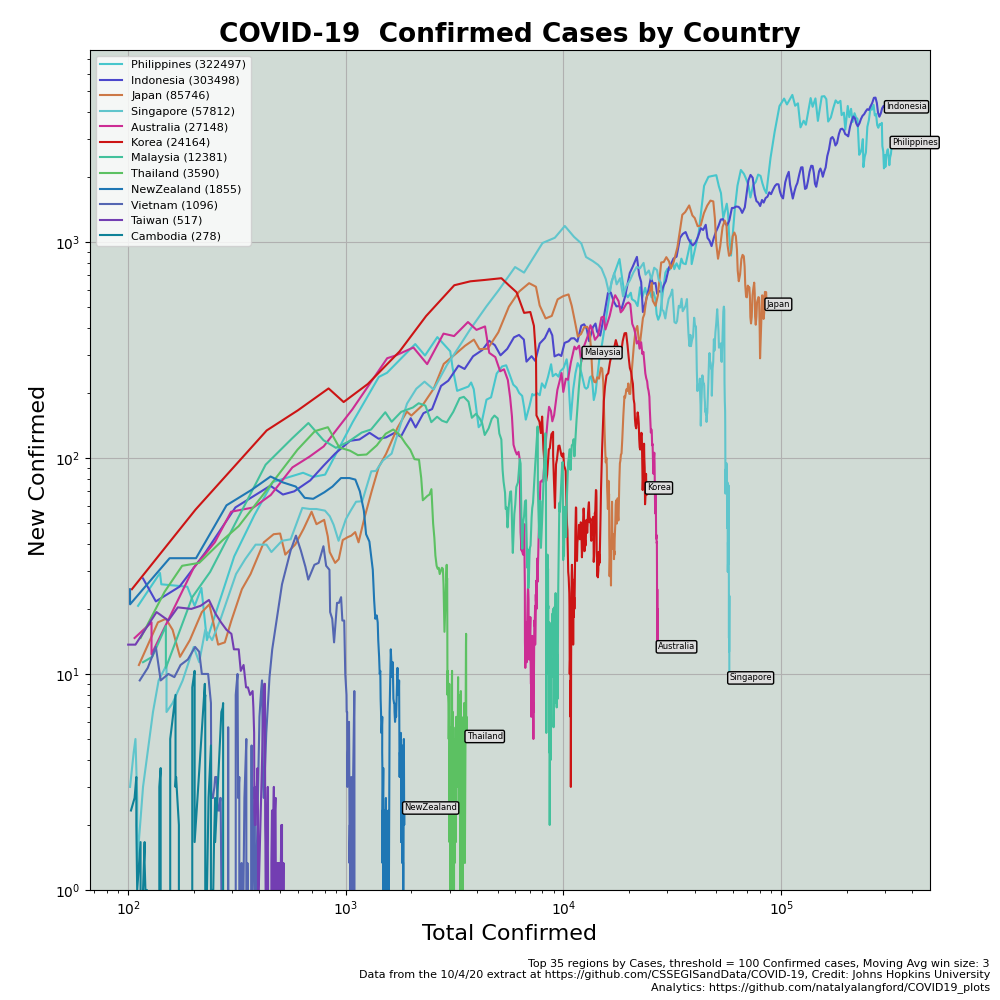 COVID-19  Confirmed Cases by Country
Philippines (322497)
Indonesia (303498)
Japan (85746)
Singapore (57812)
Australia (27148)
Korea (24164)
Malaysia (12381)
Thailand (3590)
NewZealand (1855)
Vietnam (1096)
Taiwan (517)
Cambodia (278)
Indonesia
Philippines
Japan
Malaysia
Korea
Australia
Singapore
Thailand
NewZealand
New Confirmed
10³
10²
10¹
10⁰
10² 10³ 10⁴ 10⁵
Total Confirmed
Top 35 regions by Cases, threshold = 100 Confirmed cases, Moving Avg win size: 3
Data from the 10/4/20 extract at https://github.com/CSSEGISandData/COVID-19, Credit: Johns Hopkins University
Analytics: https://github.com/natalyalangford/COVID19_plots